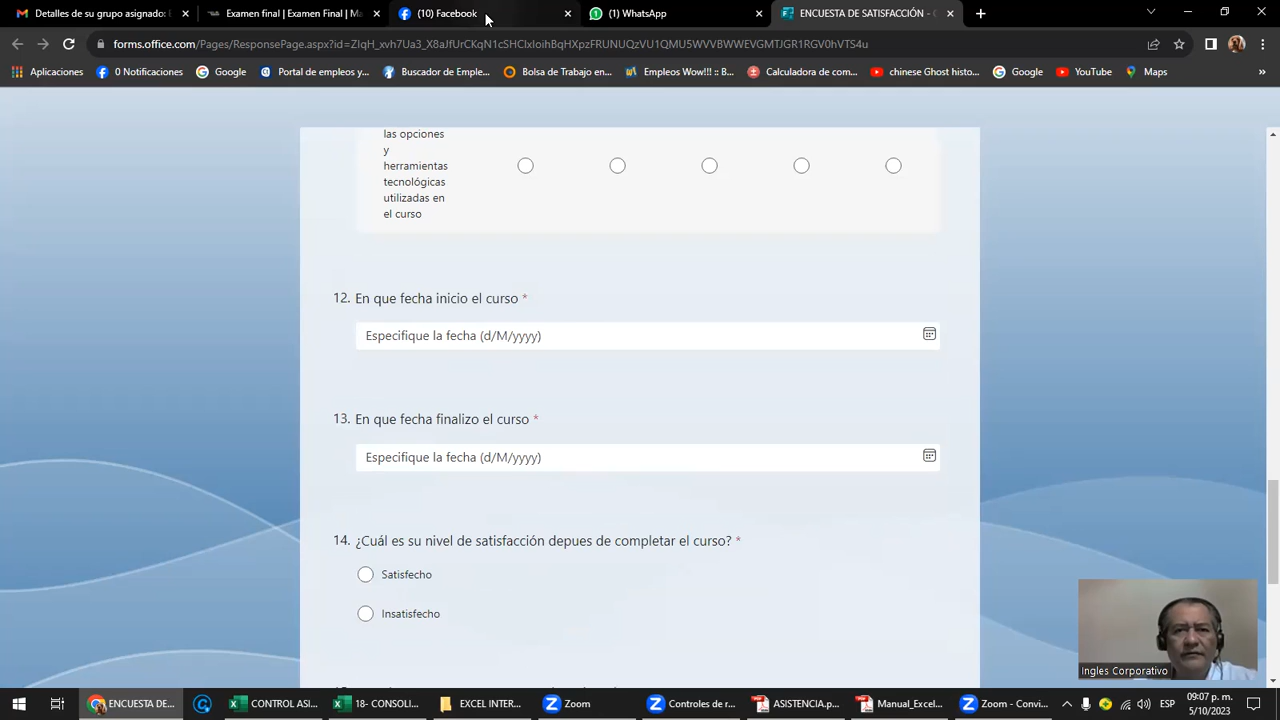 Detalles de su grupo asignado: E
Examen final | Examen Final | Ma
(10) Facebook
(1) WhatsApp
ENCUESTA DE SATISFACCIÓN -
forms.office.com/Pages/ResponsePage.aspx?id=ZIqH_xvh7Ua3_X8aJfUrCKqN1cSHCIxIoihBqHXpzFRUNUQzVU1QMU5WVVBWWEVGMTJGR1RGV0hVTS4u
Aplicaciones
0 Notificaciones
Google
Portal de empleos y...
Buscador de Emple...
Bolsa de Trabajo en...
Empleos Wow!!! :: B
Calculadora de com...
chinese Ghost histo...
Google
YouTube
Maps
»
las opciones
y
herramientas
tecnológicas
utilizadas en
el curso
12. En que fecha inicio el curso *
Especifique la fecha (d/M/yyyy)
13. En que fecha finalizo el curso *
Especifique la fecha (d/M/yyyy)
14. ¿Cuál es su nivel de satisfacción depues de completar el curso? *
Satisfecho
Insatisfecho
Ingles Corporativo
ENCUESTA DE...
CONTROL ASI...
18- CONSOLI...
EXCEL INTER...
Zoom
Controles de r...
ASISTENCIA.p...
Manual_Excel...
Zoom - Convi...
ESP
09:07 p. m.
5/10/2023